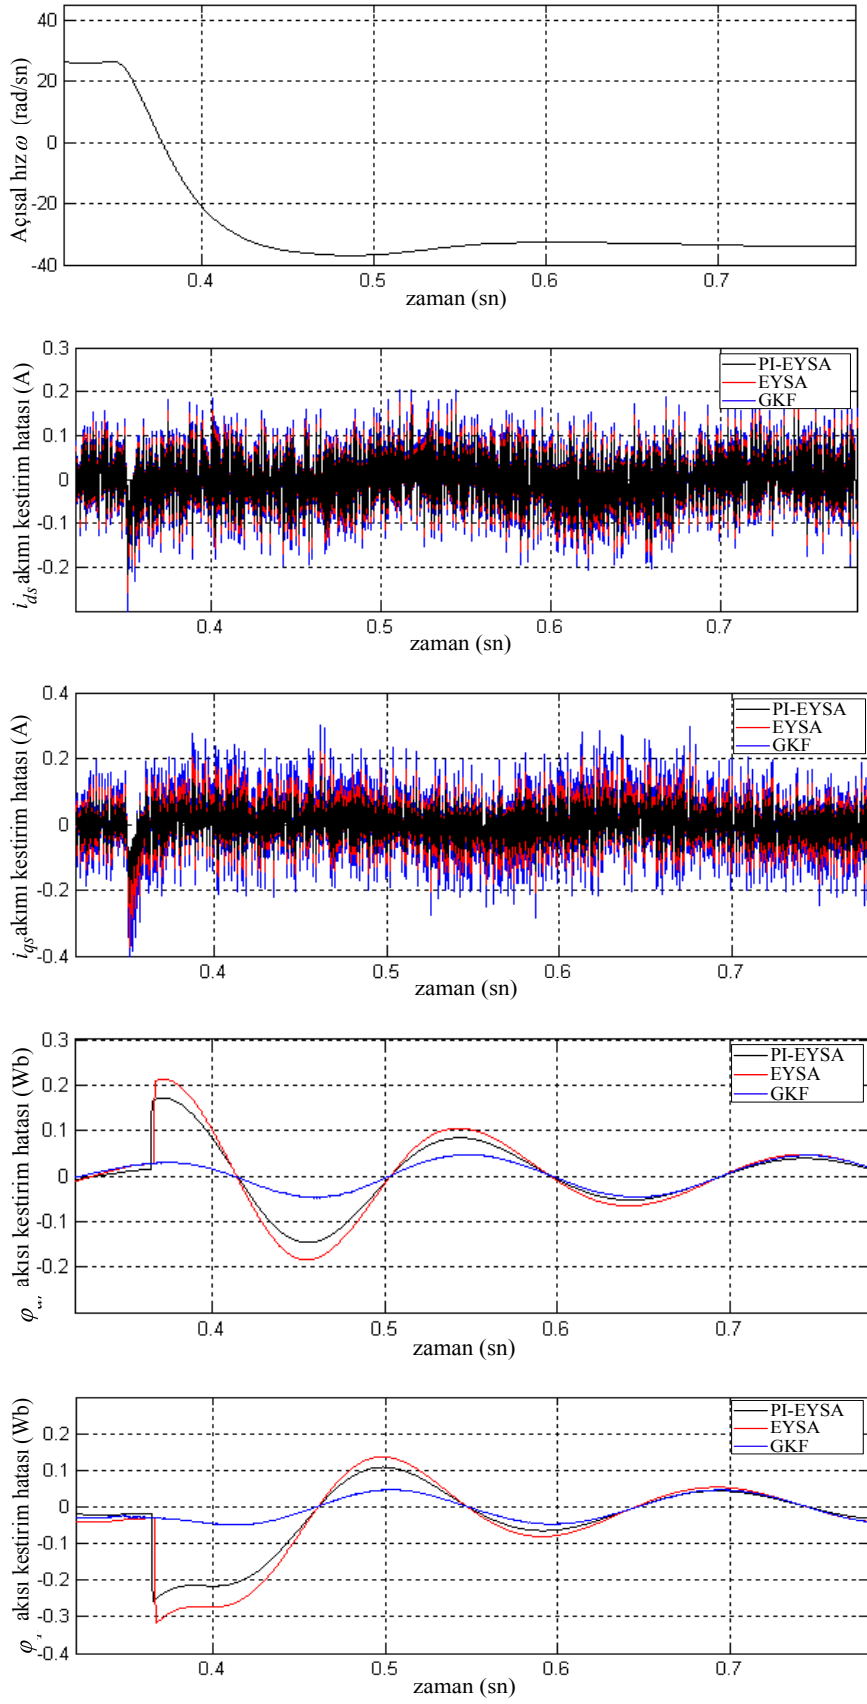 Açısal hız ω (rad/sn)
40
20
0
-20
-40
0.4
0.5
0.6
0.7
zaman (sn)
i_ds akımı kestirim hatası (A)
0.3
0.2
0.1
0
-0.1
-0.2
PI-EYSA
EYSA
GKF
0.4
0.5
0.6
0.7
zaman (sn)
i_qs akımı kestirim hatası (A)
0.4
0.2
0
-0.2
-0.4
PI-EYSA
EYSA
GKF
0.4
0.5
0.6
0.7
zaman (sn)
akısı kestirim hatası (Wb)
0.3
0.2
0.1
0
-0.1
-0.2
PI-EYSA
EYSA
GKF
0.4
0.5
0.6
0.7
zaman (sn)
akısı kestirim hatası (Wb)
0.2
0.1
0
-0.1
-0.2
-0.3
-0.4
PI-EYSA
EYSA
GKF
0.4
0.5
0.6
0.7
zaman (sn)